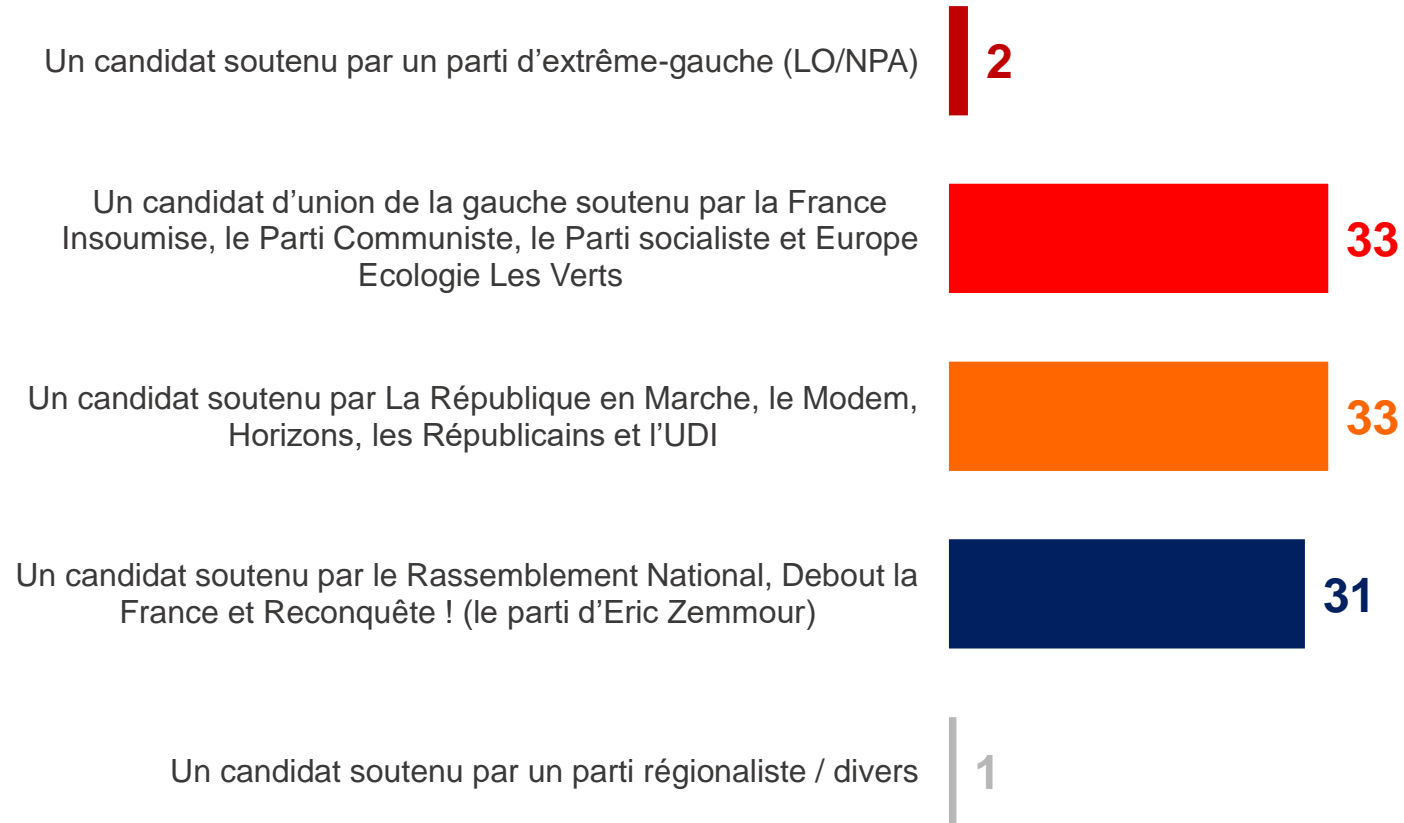 Un candidat soutenu par un parti d’extrême-gauche (LO/NPA)
2
Un candidat d’union de la gauche soutenu par la France
Insoumise, le Parti Communiste, le Parti socialiste et Europe
Ecologie Les Verts
33
Un candidat soutenu par La République en Marche, le Modem,
Horizons, les Républicains et l’UDI
33
Un candidat soutenu par le Rassemblement National, Debout la
France et Reconquête ! (le parti d’Eric Zemmour)
31
Un candidat soutenu par un parti régionaliste / divers
1